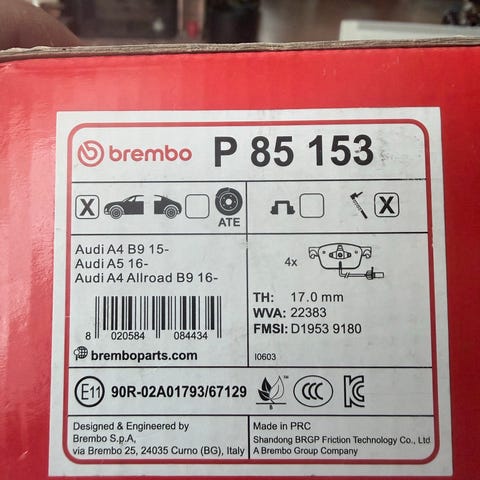 brembo P 85 153
X ATE X
Audi A4 B9 15-
Audi A5 16-
Audi A4 Allroad B9 16-
4x
TH: 17.0 mm
WVA: 22383
FMSI: D1953 9180
8 020584 084434
bremboparts.com
I0603
E11 90R-02A01793/67129
CCC
KC
Designed & Engineered by
Brembo S.p.A,
via Brembo 25, 24035 Curno (BG), Italy
Made in PRC
Shandong BRGP Friction Technology Co., Ltd
A Brembo Group Company